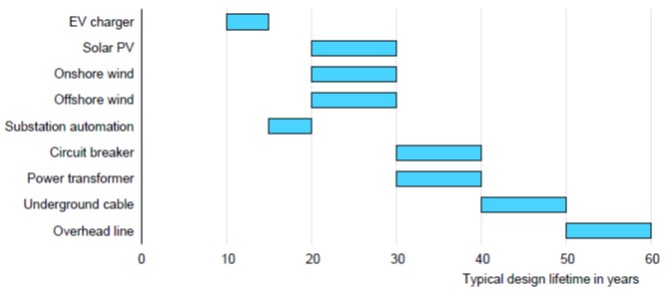 EV charger
Solar PV
Onshore wind
Offshore wind
Substation automation
Circuit breaker
Power transformer
Underground cable
Overhead line
0 10 20 30 40 50 60
Typical design lifetime in years